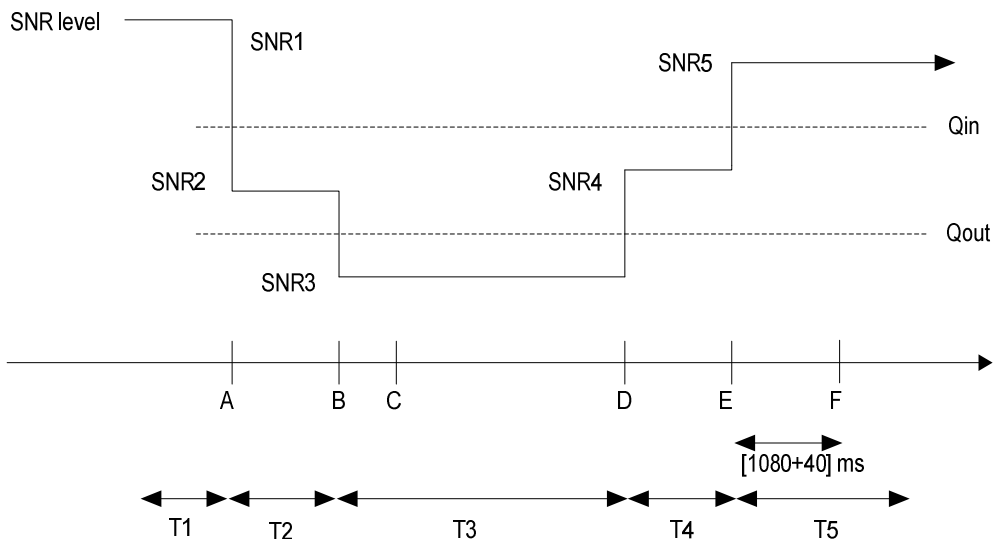 SNR level
SNR1
SNR5
Qin
SNR2
SNR4
Qout
SNR3
A
B
C
D
E
F
[1080+40] ms
T1
T2
T3
T4
T5